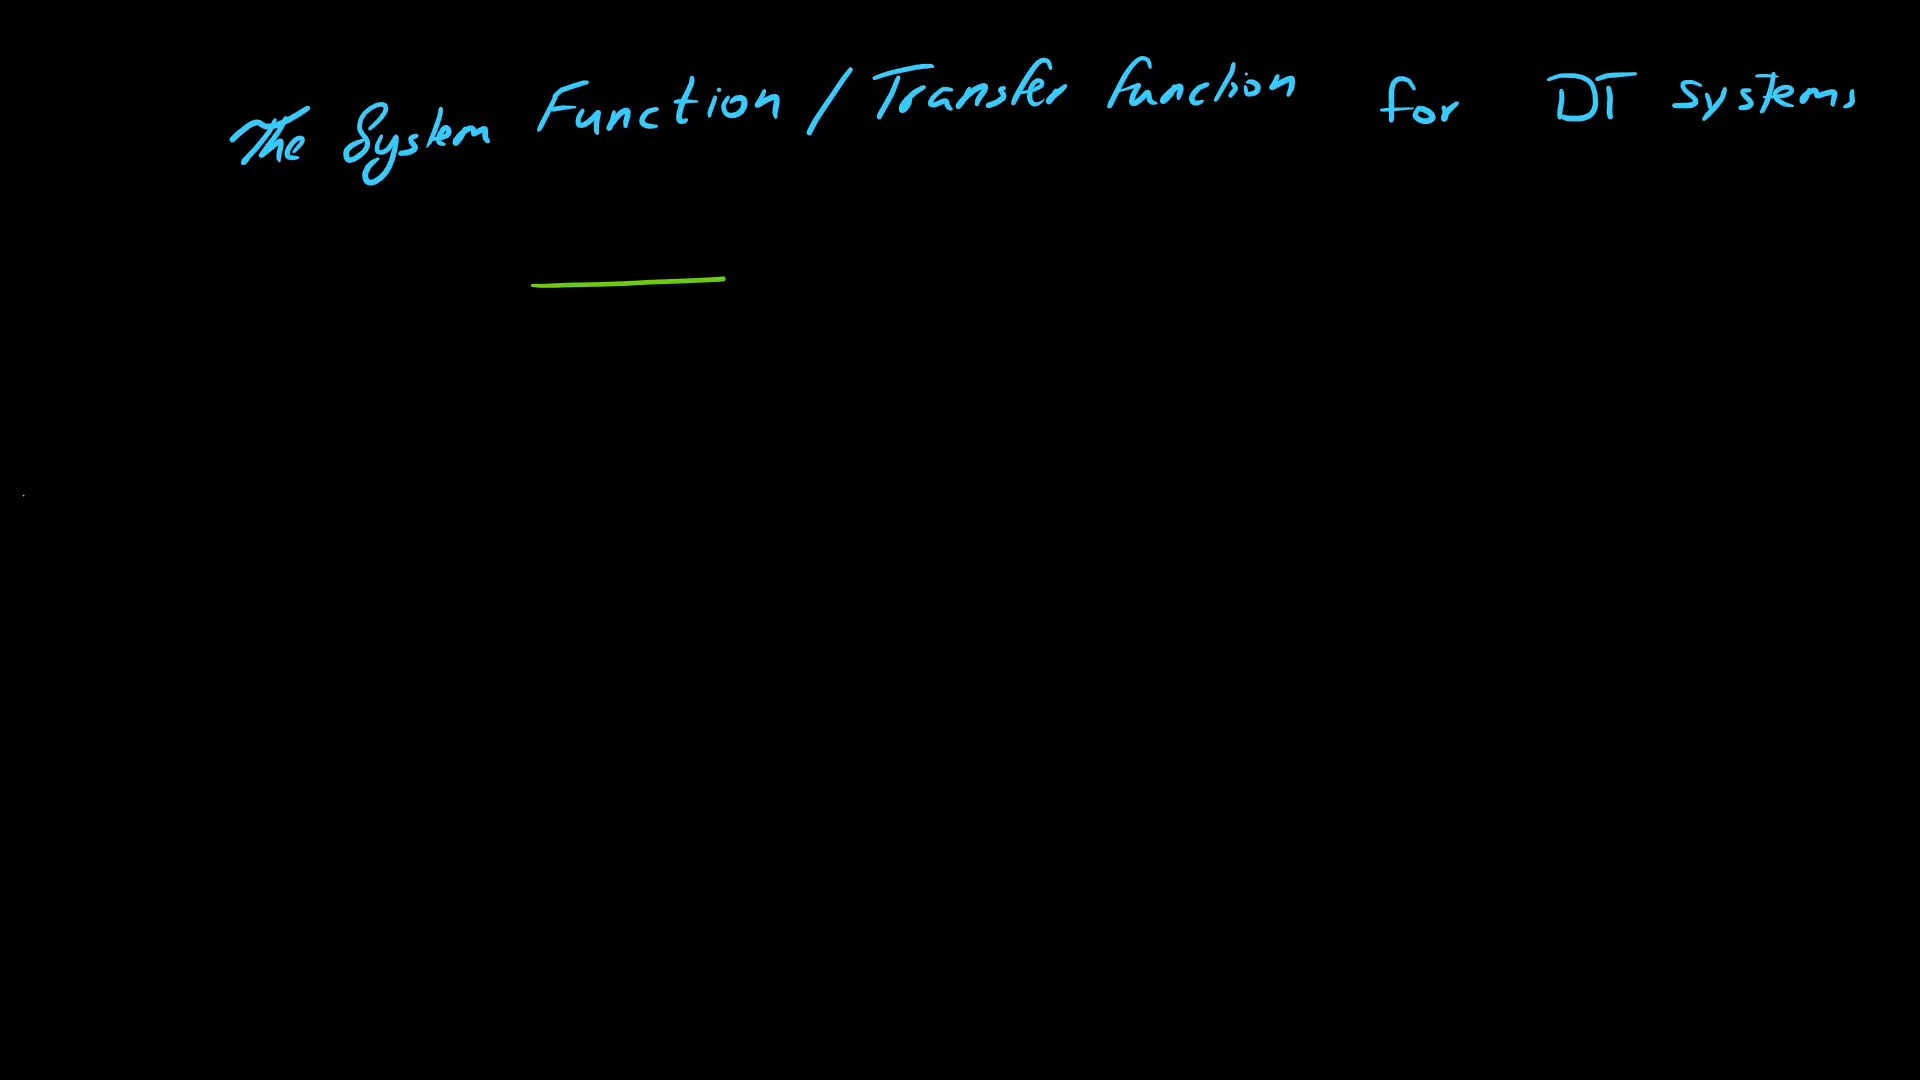 The System Function / Transfer function for DT systems